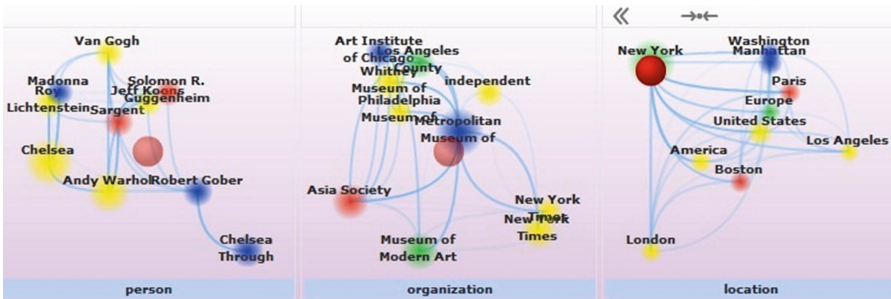 Van Gogh
Madonna
Roy
Lichtenstein
Solomon R.
Jeff Koons
Guggenheim
Sargent
Chelsea
Andy Warhol
Robert Gober
Chelsea
Through
person
Art Institute
of Chicago
Los Angeles
County
Whitney
Museum of
independent
Philadelphia
Museum of
Metropolitan
Museum of
Asia Society
New York
Times
New York
Times
Museum of
Modern Art
organization
New York
Washington
Manhattan
Paris
Europe
United States
Los Angeles
America
Boston
London
location